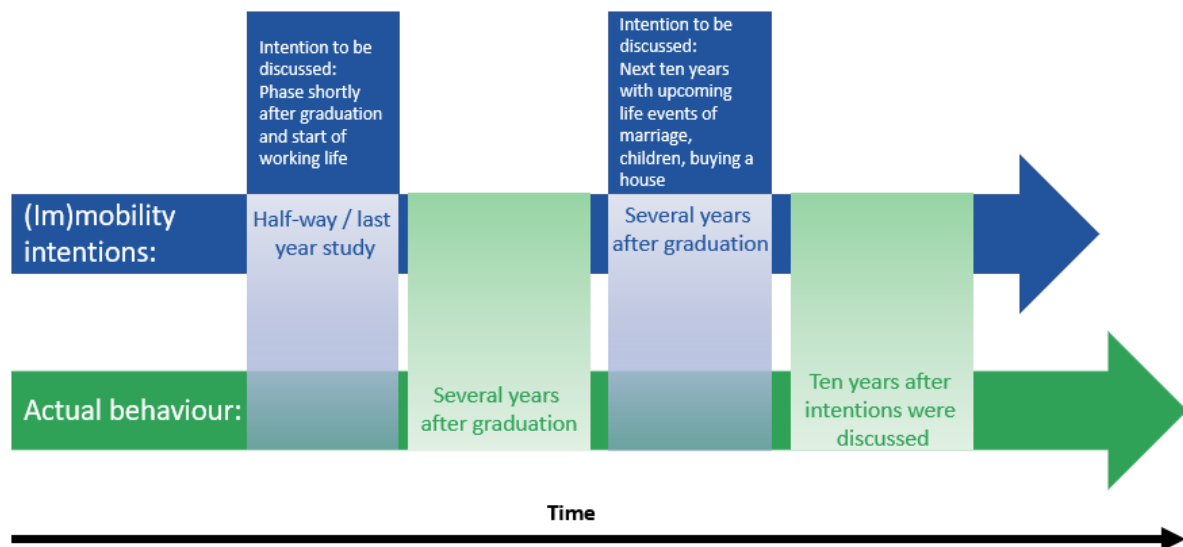 Intention to be
discussed:
Phase shortly
after graduation
and start of
working life
Intention to be
discussed:
Next ten years
with upcoming
life events of
marriage,
children, buying a
house
(Im)mobility
intentions:
Half-way / last
year study
Several years
after graduation
Actual behaviour:
Several years
after graduation
Ten years after
intentions were
discussed
Time